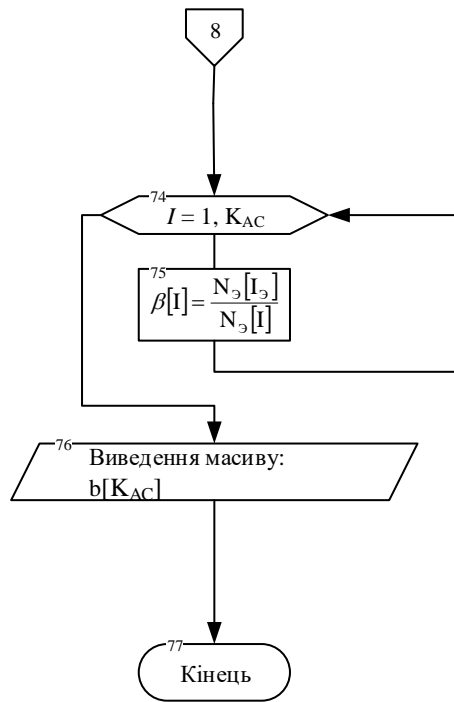 8
74
I = 1, K_AC
75
β[I] = N_Э[I_Э] / N_Э[I]
76
Виведення масиву:
b[K_AC]
77
Кінець